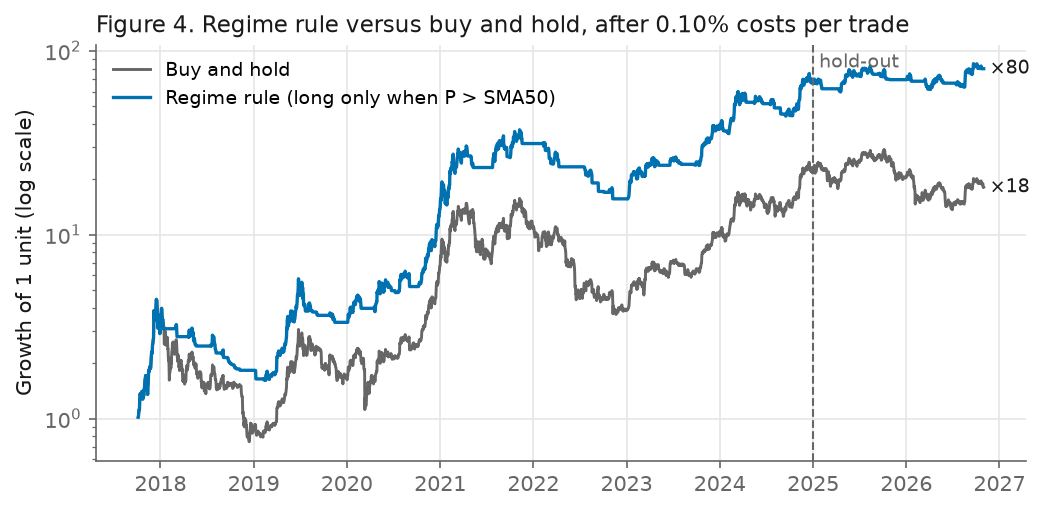 Figure 4. Regime rule versus buy and hold, after 0.10% costs per trade
Growth of 1 unit (log scale)
10²
10¹
10⁰
Buy and hold
Regime rule (long only when P > SMA50)
hold-out
×80
×18
2018 2019 2020 2021 2022 2023 2024 2025 2026 2027